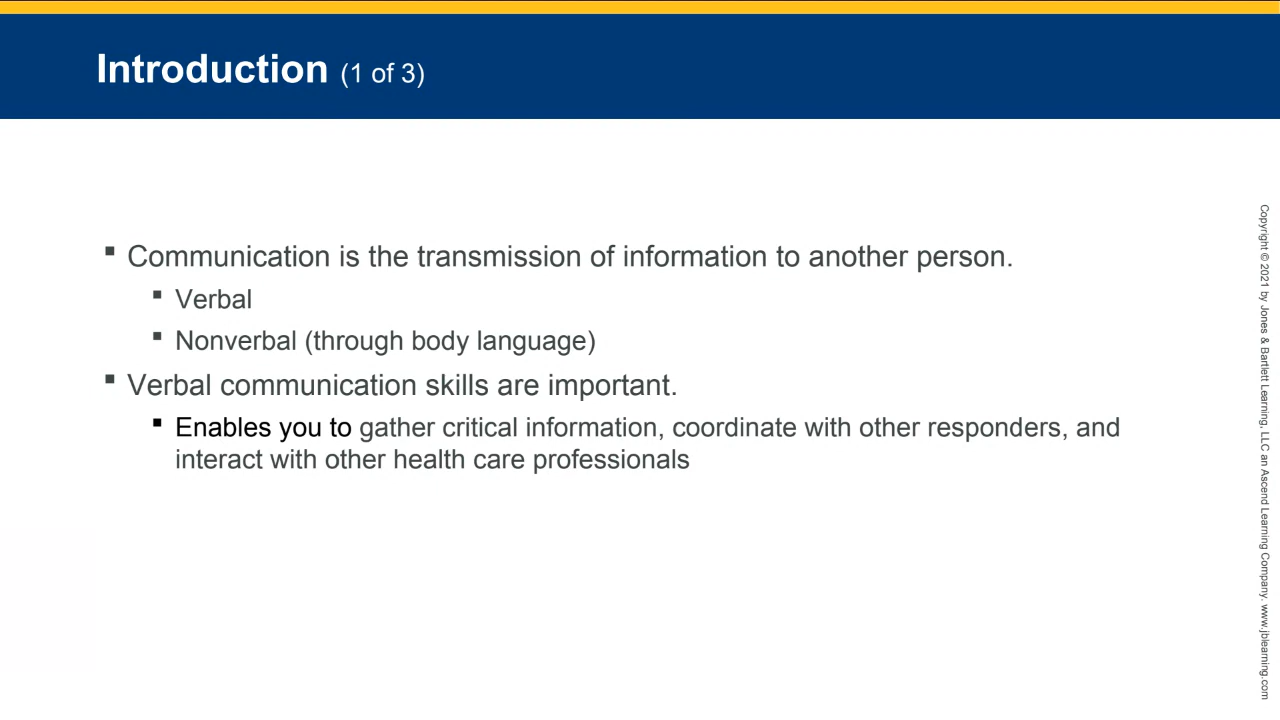 Introduction (1 of 3)
▪ Communication is the transmission of information to another person.
▪ Verbal
▪ Nonverbal (through body language)
▪ Verbal communication skills are important.
▪ Enables you to gather critical information, coordinate with other responders, and
interact with other health care professionals
Copyright © 2021 by Jones & Bartlett Learning, LLC an Ascend Learning Company. www.jblearning.com